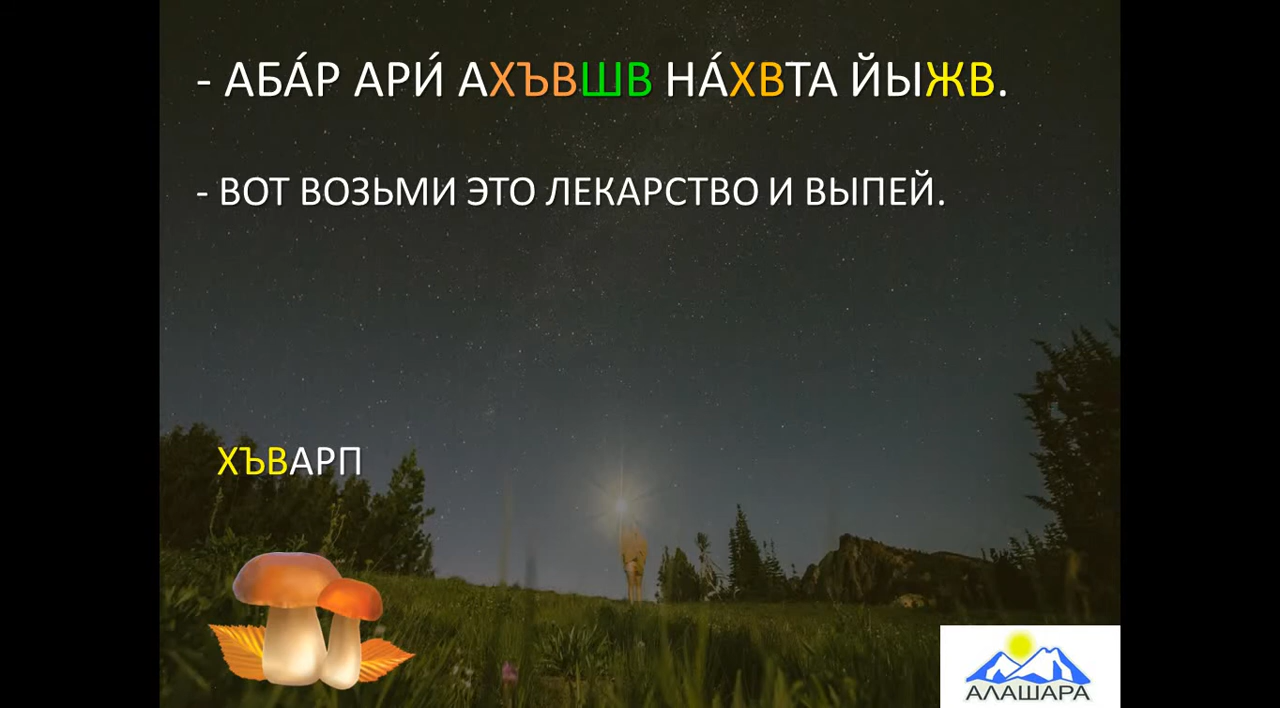 - АБА́Р АРИ́ АХЪВШВ НА́ХВТА ЙЫЖВ.
- ВОТ ВОЗЬМИ ЭТО ЛЕКАРСТВО И ВЫПЕЙ.
ХЪВАРП
АЛАШАРА